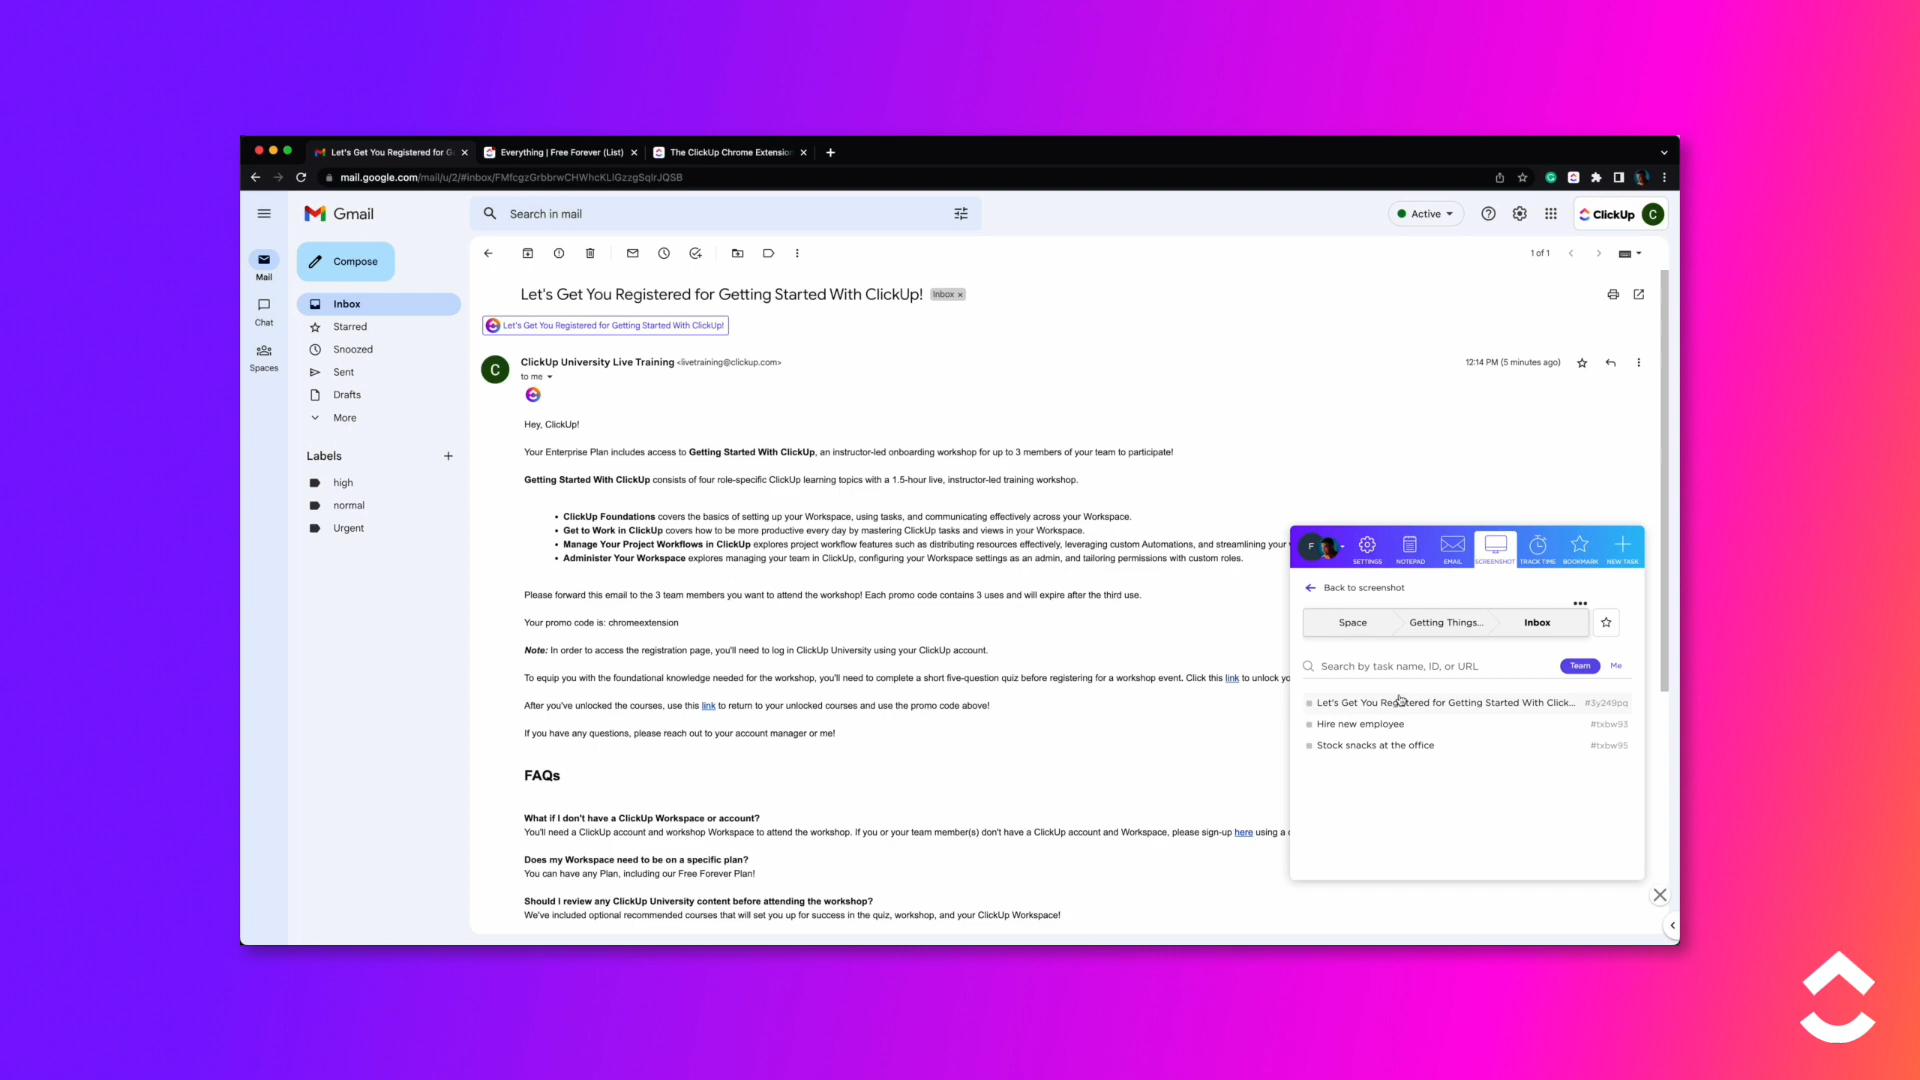 Let's Get You Registered for G
Everything | Free Forever (List)
The ClickUp Chrome Extension
mail.google.com/mail/u/2/#inbox/FMfcgzGrbbrwCHWhcKLlGzzgSqlrJQSB
Gmail
Search in mail
Active
ClickUp
C
Mail
Chat
Spaces
Compose
Inbox
Starred
Snoozed
Sent
Drafts
More
Labels
high
normal
Urgent
1 of 1
Let's Get You Registered for Getting Started With ClickUp!
Inbox x
Let's Get You Registered for Getting Started With ClickUp!
C
ClickUp University Live Training <livetraining@clickup.com>
12:14 PM (5 minutes ago)
to me
Hey, ClickUp!
Your Enterprise Plan includes access to Getting Started With ClickUp, an instructor-led onboarding workshop for up to 3 members of your team to participate!
Getting Started With ClickUp consists of four role-specific ClickUp learning topics with a 1.5-hour live, instructor-led training workshop.
• ClickUp Foundations covers the basics of setting up your Workspace, using tasks, and communicating effectively across your Workspace.
• Get to Work in ClickUp covers how to be more productive every day by mastering ClickUp tasks and views in your Workspace.
• Manage Your Project Workflows in ClickUp explores project workflow features such as distributing resources effectively, leveraging custom Automations, and streamlining your
• Administer Your Workspace explores managing your team in ClickUp, configuring your Workspace settings as an admin, and tailoring permissions with custom roles.
Please forward this email to the 3 team members you want to attend the workshop! Each promo code contains 3 uses and will expire after the third use.
Your promo code is: chromeextension
Note: In order to access the registration page, you'll need to log in ClickUp University using your ClickUp account.
To equip you with the foundational knowledge needed for the workshop, you'll need to complete a short five-question quiz before registering for a workshop event. Click this link to unlock yo
After you've unlocked the courses, use this link to return to your unlocked courses and use the promo code above!
If you have any questions, please reach out to your account manager or me!
FAQs
What if I don't have a ClickUp Workspace or account?
You'll need a ClickUp account and workshop Workspace to attend the workshop. If you or your team member(s) don't have a ClickUp account and Workspace, please sign-up here using a
Does my Workspace need to be on a specific plan?
You can have any Plan, including our Free Forever Plan!
Should I review any ClickUp University content before attending the workshop?
We've included optional recommended courses that will set you up for success in the quiz, workshop, and your ClickUp Workspace!
F
SETTINGS
NOTEPAD
EMAIL
SCREENSHOT
TRACK TIME
BOOKMARK
NEW TASK
Back to screenshot
Space
Getting Things...
Inbox
Search by task name, ID, or URL
Team
Me
Let's Get You Registered for Getting Started With Click... #3y249pq
Hire new employee #txbw93
Stock snacks at the office #txbw95